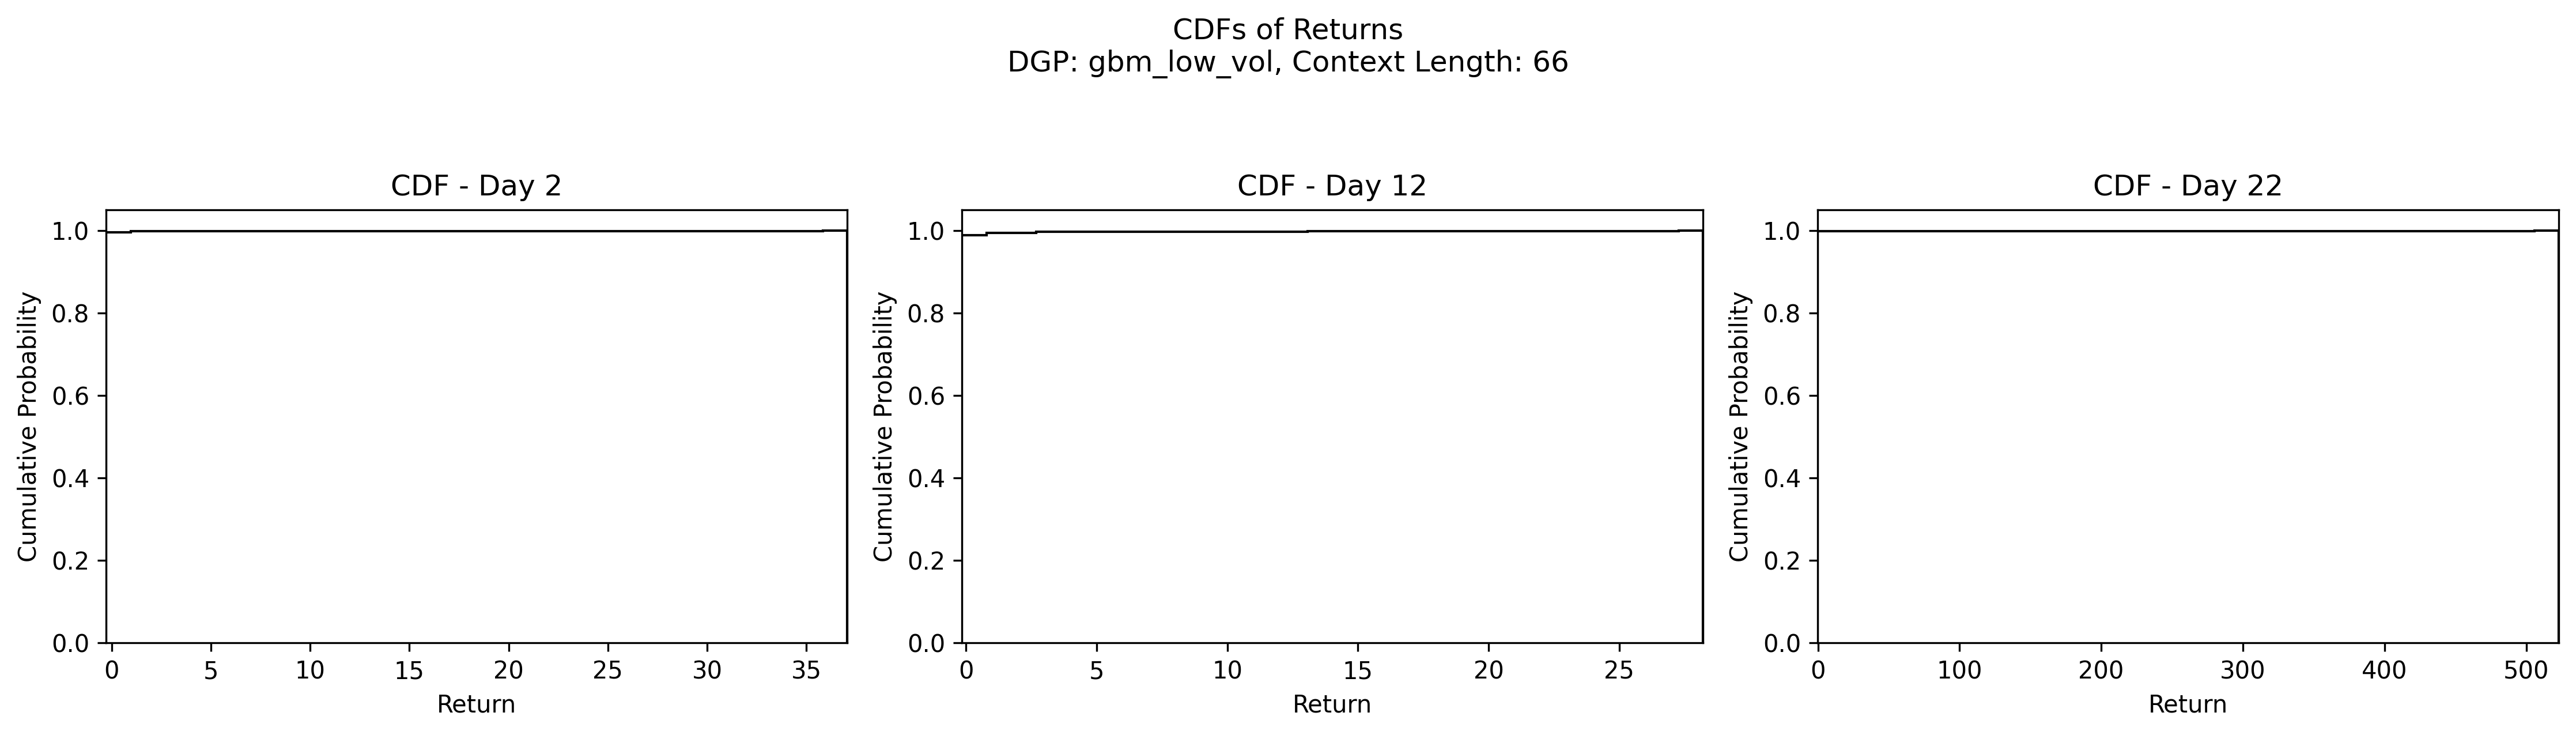 CDFs of Returns
DGP: gbm_low_vol, Context Length: 66
CDF - Day 2
1.0
0.8
0.6
0.4
0.2
0.0
Cumulative Probability
0 5 10 15 20 25 30 35
Return
CDF - Day 12
1.0
0.8
0.6
0.4
0.2
0.0
Cumulative Probability
0 5 10 15 20 25
Return
CDF - Day 22
1.0
0.8
0.6
0.4
0.2
0.0
Cumulative Probability
0 100 200 300 400 500
Return